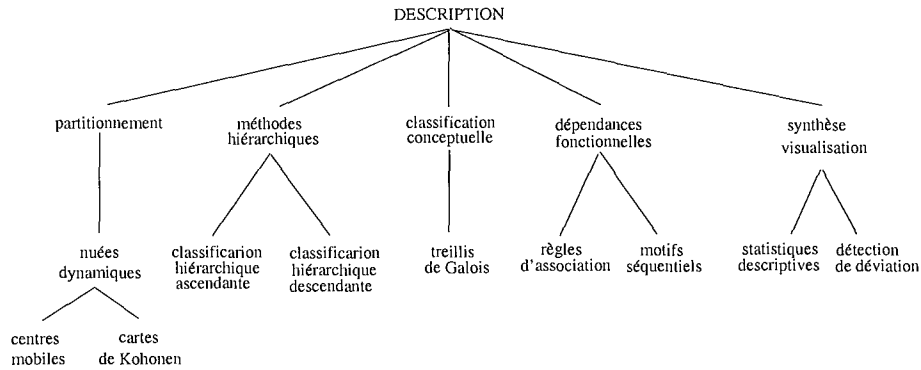 DESCRIPTION
partitionnement
méthodes
hiérarchiques
classification
conceptuelle
dépendances
fonctionnelles
synthèse
visualisation
nuées
dynamiques
classificarion
hiérarchique
ascendante
classificarion
hiérarchique
descendante
treillis
de Galois
règles
d'association
motifs
séquentiels
statistiques
descriptives
détection
de déviation
centres
mobiles
cartes
de Kohonen